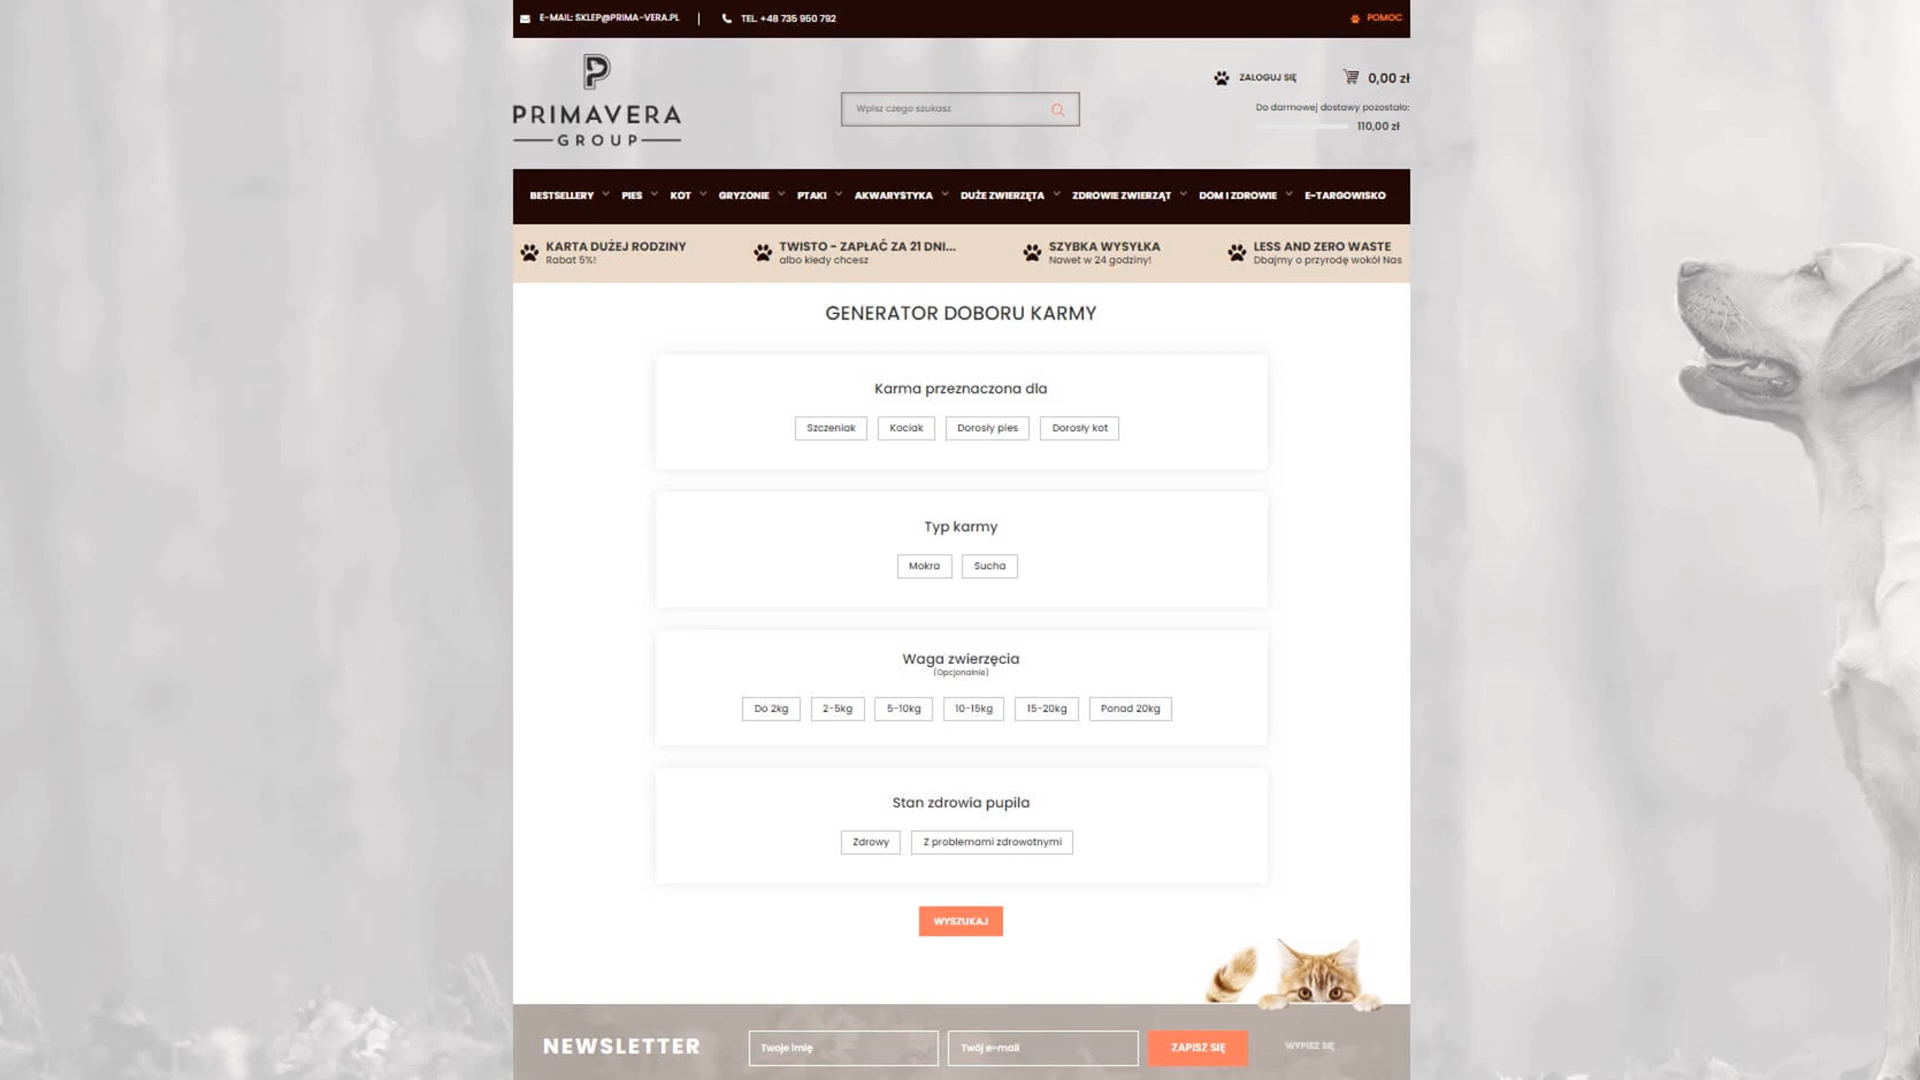 E-MAIL: SKLEP@PRIMA-VERA.PL | TEL. +48 735 950 792
POMOC
PRIMAVERA
GROUP
Wpisz czego szukasz
ZALOGUJ SIĘ
0,00 zł
Do darmowej dostawy pozostało:
110,00 zł
BESTSELLERY PIES KOT GRYZONIE PTAKI AKWARYSTYKA DUŻE ZWIERZĘTA ZDROWIE ZWIERZĄT DOM I ZDROWIE E-TARGOWISKO
KARTA DUŻEJ RODZINY
Rabat 5%!
TWISTO - ZAPŁAĆ ZA 21 DNI...
albo kiedy chcesz
SZYBKA WYSYŁKA
Nawet w 24 godziny!
LESS AND ZERO WASTE
Dbajmy o przyrodę wokół Nas
GENERATOR DOBORU KARMY
Karma przeznaczona dla
Szczeniak Kociak Dorosły pies Dorosły kot
Typ karmy
Mokra Sucha
Waga zwierzęcia
(Opcjonalnie)
Do 2kg 2-5kg 5-10kg 10-15kg 15-20kg Ponad 20kg
Stan zdrowia pupila
Zdrowy Z problemami zdrowotnymi
WYSZUKAJ
NEWSLETTER Twoje imię Twój e-mail ZAPISZ SIĘ WYPISZ SIĘ